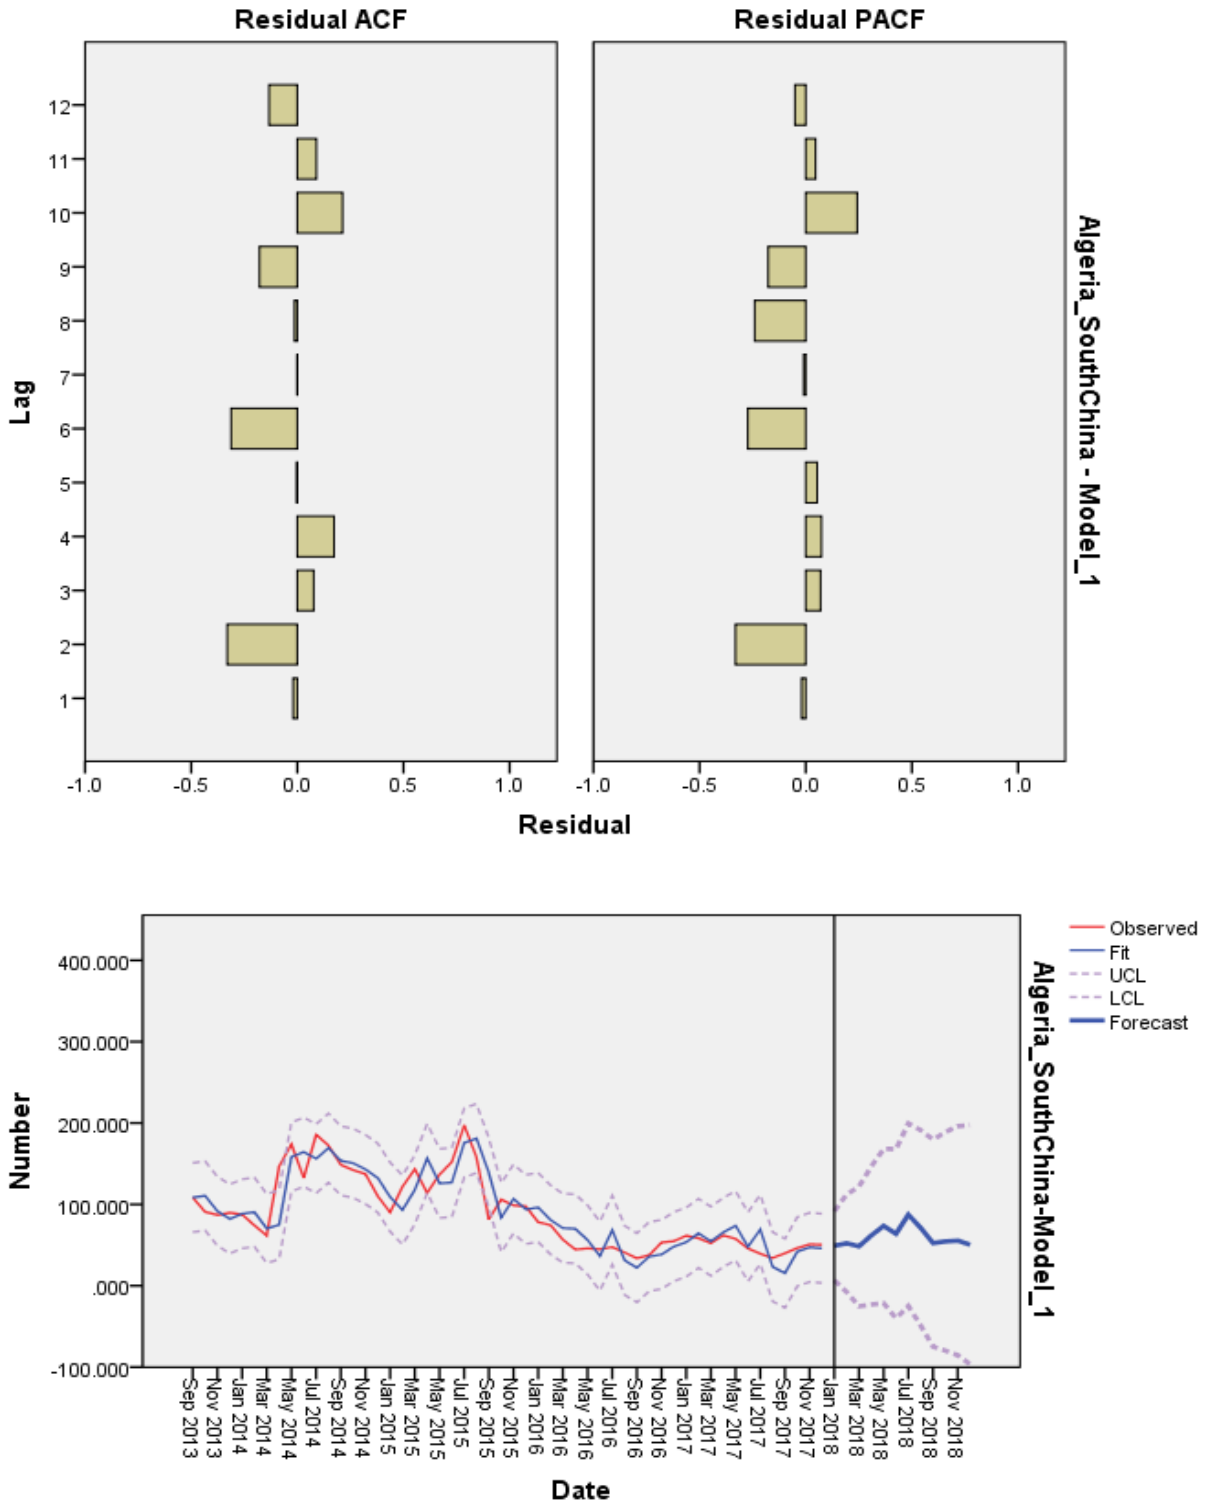 Residual ACF
Residual PACF
12
11
10
9
8
7
6
5
4
3
2
1
Lag
-1.0
-0.5
0.0
0.5
1.0
-1.0
-0.5
0.0
0.5
1.0
Residual
Algeria_SouthChina - Model_1
400.000
300.000
200.000
100.000
.000
-100.000
Number
Sep 2013
Nov 2013
Jan 2014
Mar 2014
May 2014
Jul 2014
Sep 2014
Nov 2014
Jan 2015
Mar 2015
May 2015
Jul 2015
Sep 2015
Nov 2015
Jan 2016
Mar 2016
May 2016
Jul 2016
Sep 2016
Nov 2016
Jan 2017
Mar 2017
May 2017
Jul 2017
Sep 2017
Nov 2017
Jan 2018
Mar 2018
May 2018
Jul 2018
Sep 2018
Nov 2018
Date
Algeria_SouthChina-Model_1
Observed
Fit
UCL
LCL
Forecast